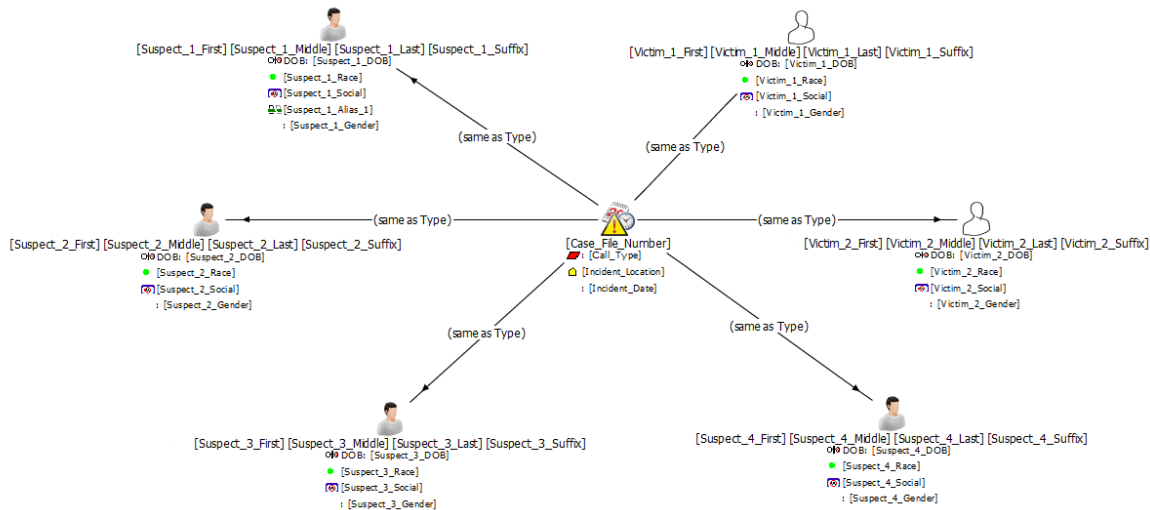 [Suspect_1_First] [Suspect_1_Middle] [Suspect_1_Last] [Suspect_1_Suffix]
DOB: [Suspect_1_DOB]
[Suspect_1_Race]
[Suspect_1_Social]
[Suspect_1_Alias_1]
: [Suspect_1_Gender]
[Victim_1_First] [Victim_1_Middle] [Victim_1_Last] [Victim_1_Suffix]
DOB: [Victim_1_DOB]
[Victim_1_Race]
[Victim_1_Social]
: [Victim_1_Gender]
(same as Type)
(same as Type)
[Suspect_2_First] [Suspect_2_Middle] [Suspect_2_Last] [Suspect_2_Suffix]
DOB: [Suspect_2_DOB]
[Suspect_2_Race]
[Suspect_2_Social]
: [Suspect_2_Gender]
(same as Type)
[Case_File_Number]
: [Call_Type]
[Incident_Location]
: [Incident_Date]
(same as Type)
[Victim_2_First] [Victim_2_Middle] [Victim_2_Last] [Victim_2_Suffix]
DOB: [Victim_2_DOB]
[Victim_2_Race]
[Victim_2_Social]
: [Victim_2_Gender]
(same as Type)
(same as Type)
[Suspect_3_First] [Suspect_3_Middle] [Suspect_3_Last] [Suspect_3_Suffix]
DOB: [Suspect_3_DOB]
[Suspect_3_Race]
[Suspect_3_Social]
: [Suspect_3_Gender]
[Suspect_4_First] [Suspect_4_Middle] [Suspect_4_Last] [Suspect_4_Suffix]
DOB: [Suspect_4_DOB]
[Suspect_4_Race]
[Suspect_4_Social]
: [Suspect_4_Gender]